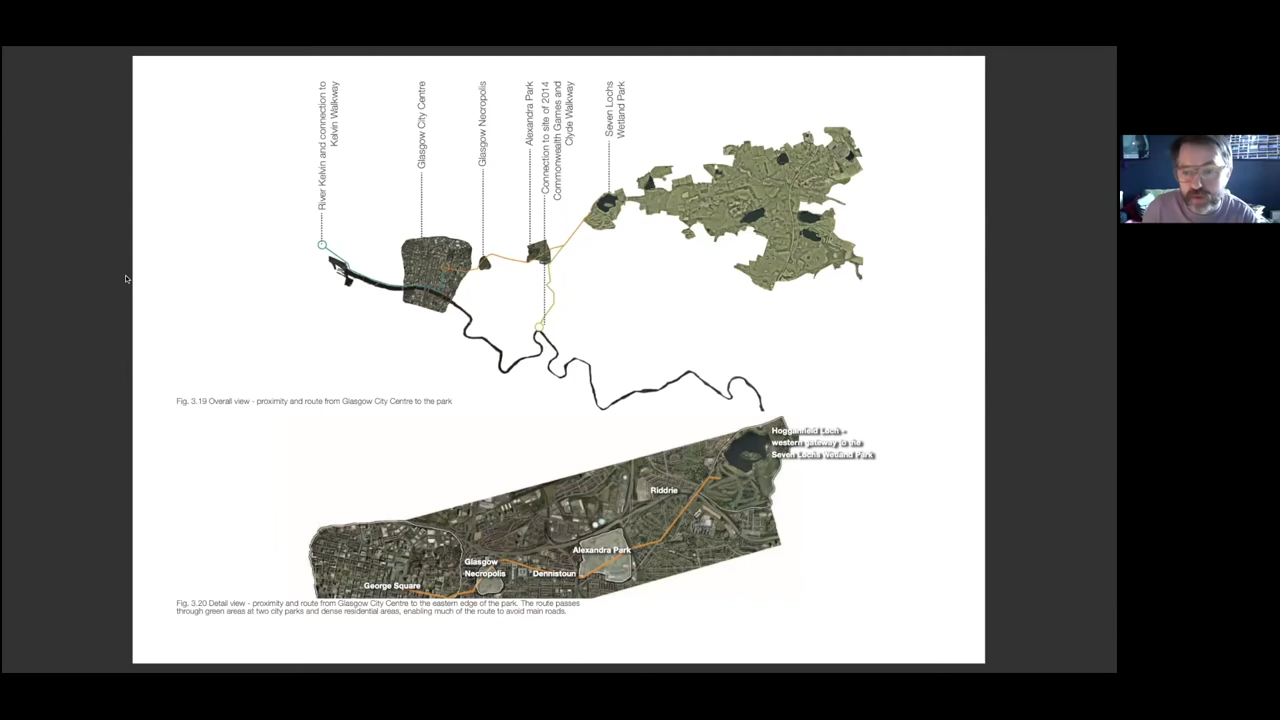 River Kelvin and connection to
Kelvin Walkway
Glasgow City Centre
Glasgow Necropolis
Alexandra Park
Connection to site of 2014
Commonwealth Games and
Clyde Walkway
Seven Lochs
Wetland Park
Fig. 3.19 Overall view - proximity and route from Glasgow City Centre to the park
Hogganfield Loch -
western gateway to the
Seven Lochs Wetland Park
Riddrie
Alexandra Park
Glasgow
Necropolis
Dennistoun
George Square
Fig. 3.20 Detail view - proximity and route from Glasgow City Centre to the eastern edge of the park. The route passes
through green areas at two city parks and dense residential areas, enabling much of the route to avoid main roads.